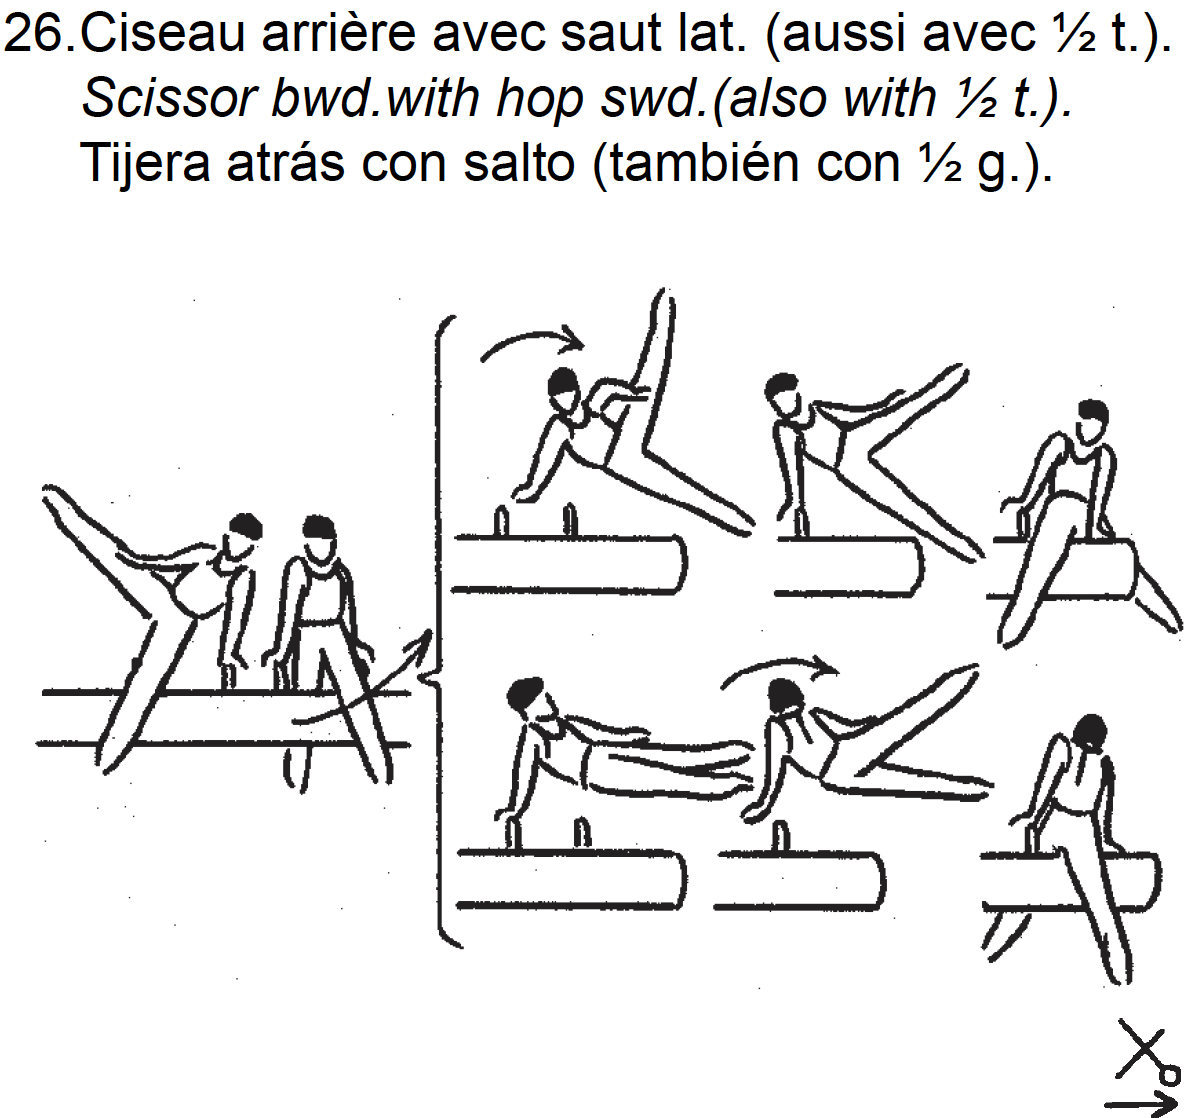 26.Ciseau arrière avec saut lat. (aussi avec ½ t.).
Scissor bwd.with hop swd.(also with ½ t.).
Tijera atrás con salto (también con ½ g.).